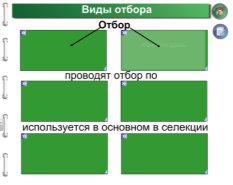 Виды отбора
Отбор
проводят отбор по
используется в основном в селекции